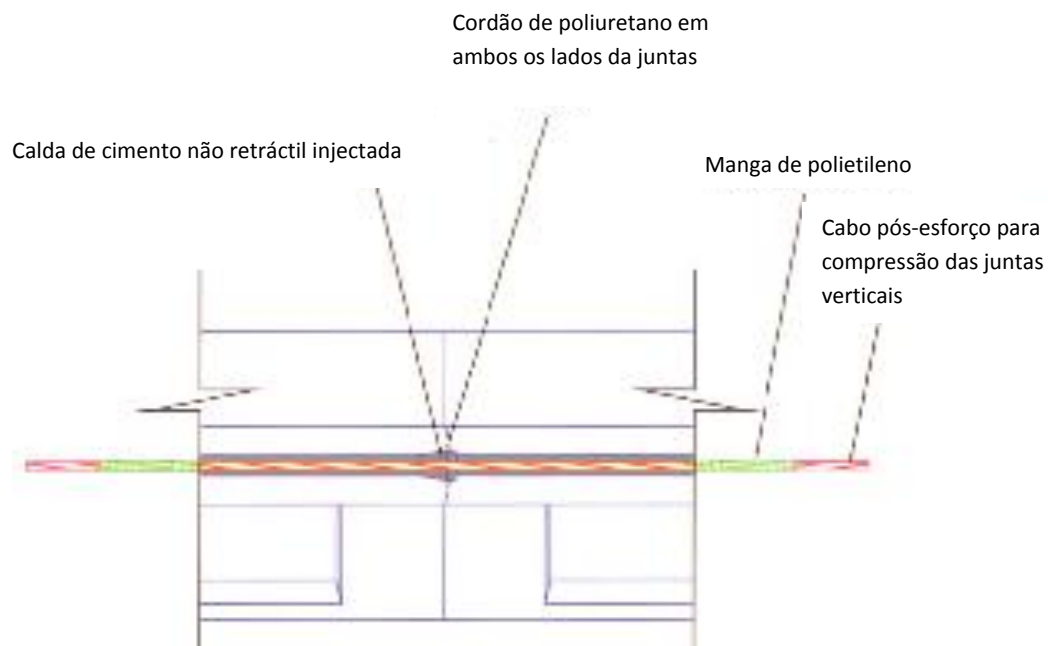 Cordão de poliuretano em
ambos os lados da juntas
Calda de cimento não retráctil injectada
Manga de polietileno
Cabo pós-esforço para
compressão das juntas
verticais